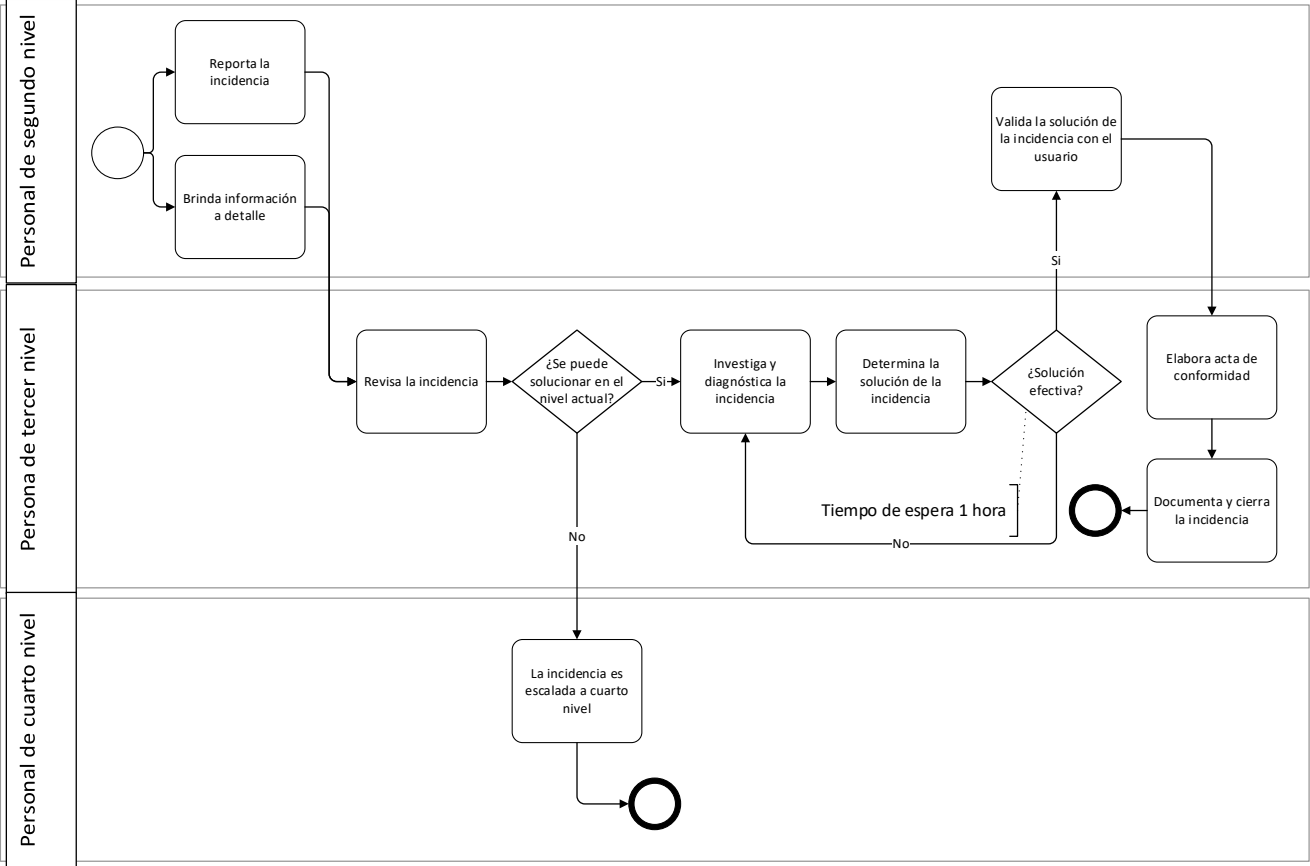 Personal de segundo nivel
Reporta la
incidencia
Brinda información
a detalle
Valida la solución de
la incidencia con el
usuario
Si
Persona de tercer nivel
Revisa la incidencia
¿Se puede
solucionar en el
nivel actual?
Si
Investiga y
diagnóstica la
incidencia
Determina la
solución de la
incidencia
¿Solución
efectiva?
Elabora acta de
conformidad
Tiempo de espera 1 hora
Documenta y cierra
la incidencia
No
No
Personal de cuarto nivel
La incidencia es
escalada a cuarto
nivel